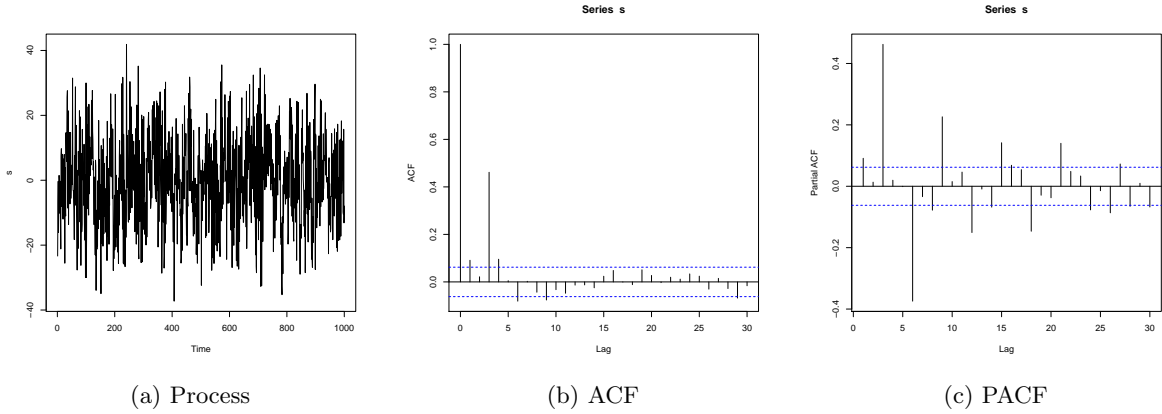 Series s
Series s
s
40
20
0
−20
−40
0 200 400 600 800 1000
Time
ACF
1.0
0.8
0.6
0.4
0.2
0.0
0 5 10 15 20 25 30
Lag
Partial ACF
0.4
0.2
0.0
−0.2
−0.4
0 5 10 15 20 25 30
Lag
(a) Process
(b) ACF
(c) PACF